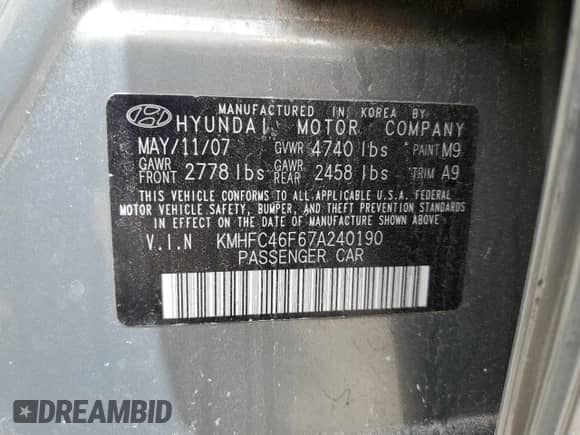 MANUFACTURED IN KOREA BY
HYUNDAI MOTOR COMPANY
MAY/11/07 GVWR 4740 lbs PAINT M9
GAWR FRONT 2778 lbs GAWR REAR 2458 lbs TRIM A9
THIS VEHICLE CONFORMS TO ALL APPLICABLE U.S.A. FEDERAL
MOTOR VEHICLE SAFETY, BUMPER, AND THEFT PREVENTION STANDARDS
IN EFFECT ON THE DATE OF MANUFACTURE SHOWN ABOVE
V.I.N KMHFC46F67A240190
PASSENGER CAR
DREAMBID